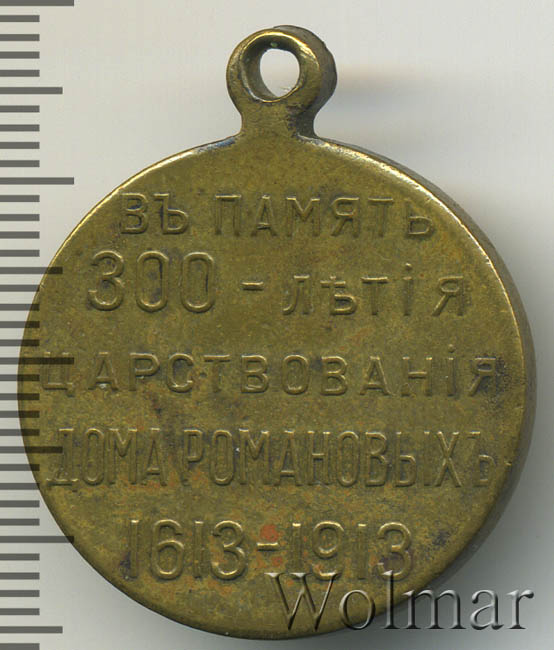 ВЪ ПАМЯТЬ
300-ЛѢТІЯ
ЦАРСТВОВАНІЯ
ДОМА РОМАНОВЫХЪ
1613-1913
Wolmar